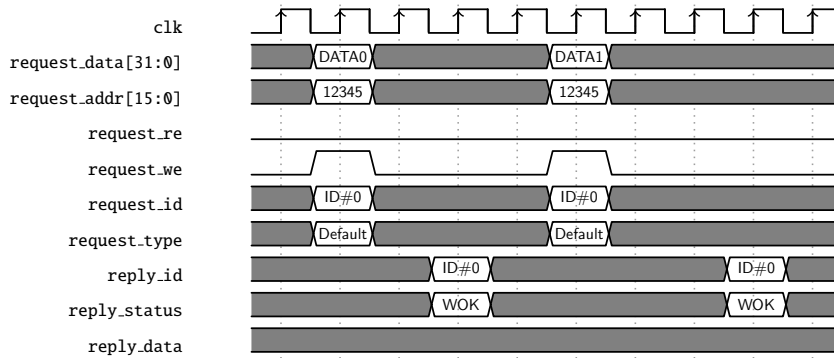 clk
request_data[31:0] DATA0 DATA1
request_addr[15:0] 12345 12345
request_re
request_we
request_id ID#0 ID#0
request_type Default Default
reply_id ID#0 ID#0
reply_status WOK WOK
reply_data